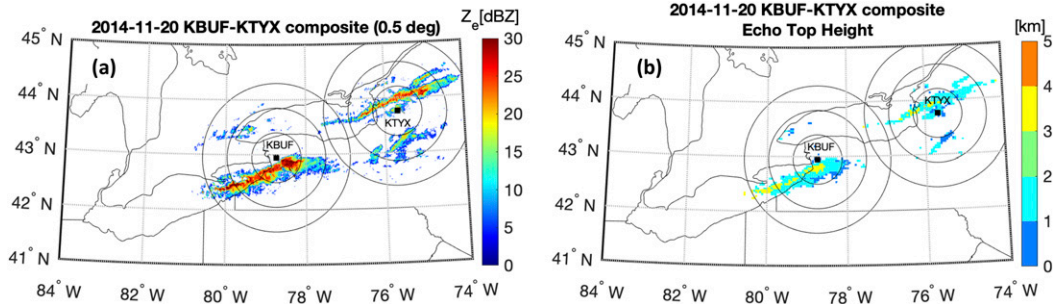 2014-11-20 KBUF-KTYX composite (0.5 deg)
Z_e[dBZ]
(a)
45° N
44° N
43° N
42° N
41° N
84° W
82° W
80° W
78° W
76° W
74° W
KTYX
KBUF
30
25
20
15
10
5
0
2014-11-20 KBUF-KTYX composite
Echo Top Height
[km]
(b)
45° N
44° N
43° N
42° N
41° N
84° W
82° W
80° W
78° W
76° W
74° W
KTYX
KBUF
5
4
3
2
1
0